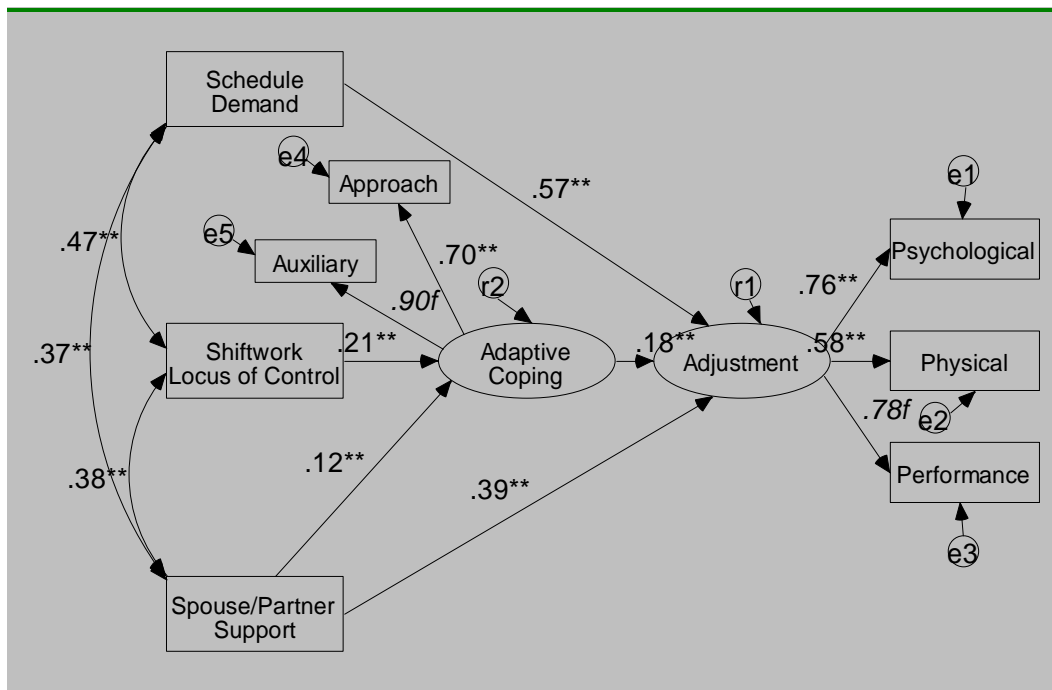 Schedule
Demand
e4
Approach
.57**
e1
e5
Auxiliary
.47**
.70**
.90f
r2
r1
Psychological
.76**
.37**
Shiftwork
Locus of Control
.21**
Adaptive
Coping
.18**
Adjustment
.58**
Physical
.78f
e2
.38**
.12**
.39**
Performance
e3
Spouse/Partner
Support